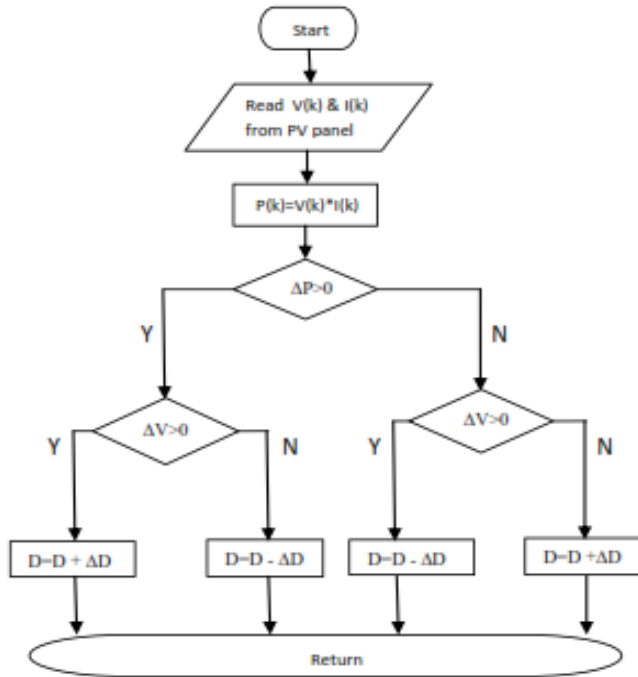 Start
Read V(k) & I(k)
from PV panel
P(k)=V(k)*I(k)
ΔP>0
Y
N
ΔV>0
ΔV>0
Y
N
Y
N
D=D + ΔD
D=D - ΔD
D=D - ΔD
D=D +ΔD
Return